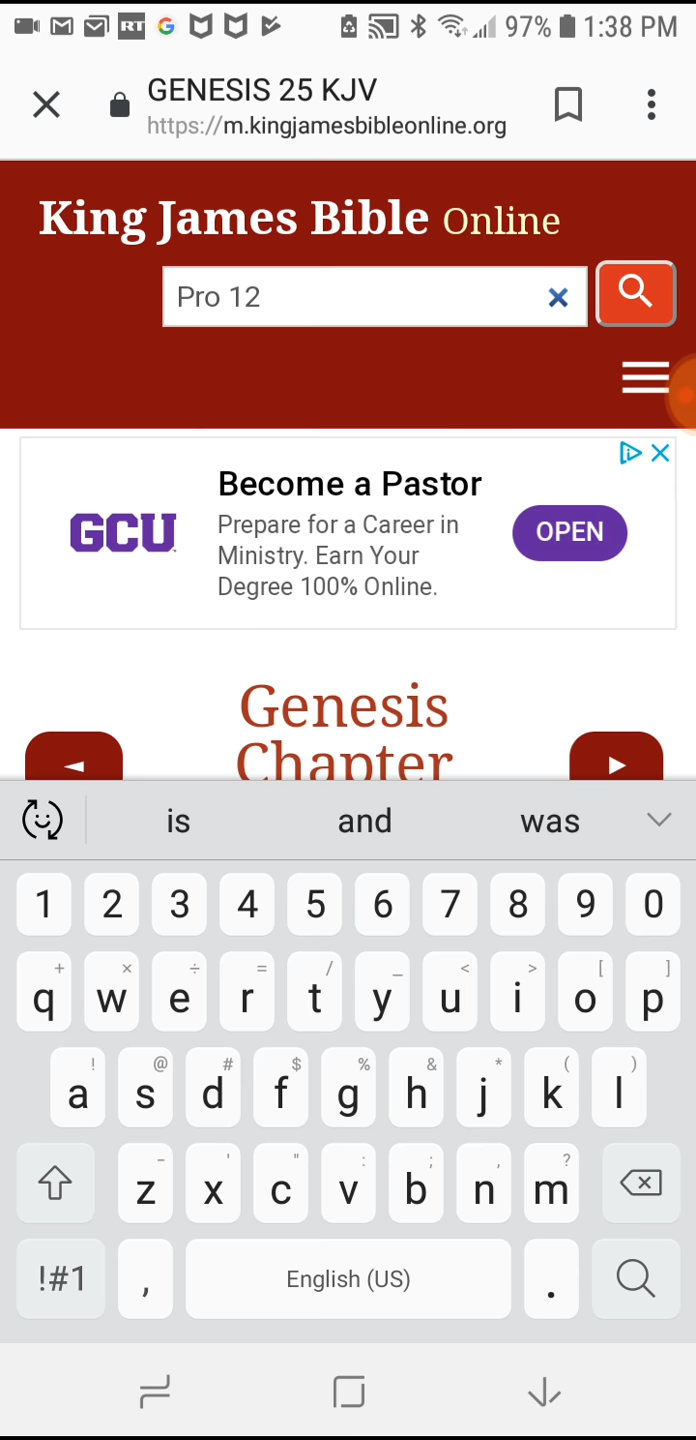 RT G 97% 1:38 PM
GENESIS 25 KJV
https://m.kingjamesbibleonline.org
King James Bible Online
Pro 12
Become a Pastor
GCU
Prepare for a Career in
Ministry. Earn Your
Degree 100% Online.
OPEN
Genesis
Chapter
is and was
1 2 3 4 5 6 7 8 9 0
+ × ÷ = / _ < > [ ]
q w e r t y u i o p
! @ # $ % & * ( )
a s d f g h j k l
- ' " : ; , ?
z x c v b n m
!#1 , English (US) .